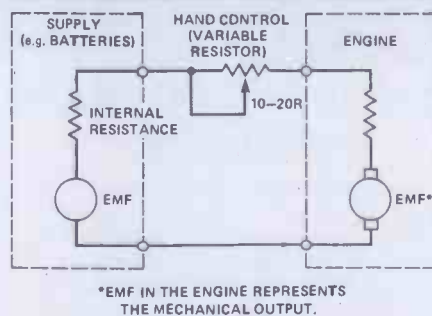 SUPPLY
(e.g. BATTERIES)
HAND CONTROL
(VARIABLE
RESISTOR)
ENGINE
10–20R
INTERNAL
RESISTANCE
EMF
EMF*
*EMF IN THE ENGINE REPRESENTS
THE MECHANICAL OUTPUT.